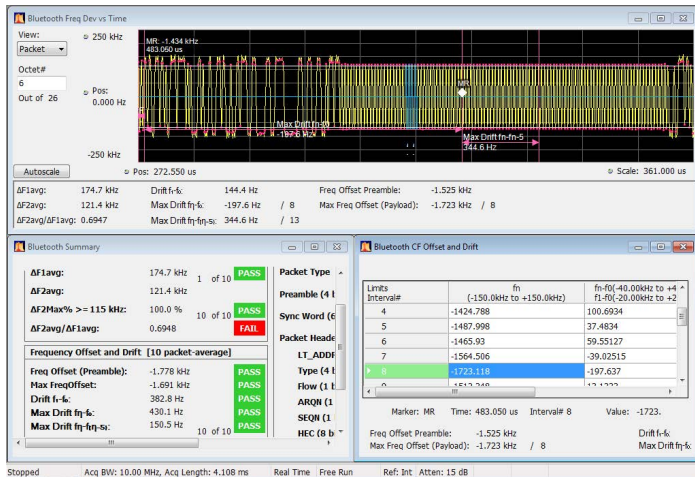 Bluetooth Freq Dev vs Time
View:
Packet
250 kHz
MR: -1.434 kHz
483.050 us
Octet#
6
Out of 26
Pos:
0.000 Hz
MR
Max Drift fn-f0
-197.6 Hz
Max Drift fn-fn-5
344.6 Hz
-250 kHz
Autoscale
Pos: 272.550 us
Scale: 361.000 us
ΔF1avg: 174.7 kHz Drift f₁-f₀: 144.4 Hz Freq Offset Preamble: -1.525 kHz
ΔF2avg: 121.4 kHz Max Drift fn-f₀: -197.6 Hz / 8 Max Freq Offset (Payload): -1.723 kHz / 8
ΔF2avg/ΔF1avg: 0.6947 Max Drift fn-fn-5: 344.6 Hz / 13
Bluetooth Summary
ΔF1avg: 174.7 kHz 1 of 10 PASS
ΔF2avg: 121.4 kHz
ΔF2Max% >= 115 kHz: 100.0 % 10 of 10 PASS
ΔF2avg/ΔF1avg: 0.6948 FAIL
Frequency Offset and Drift [10 packet-average]
Freq Offset (Preamble): -1.778 kHz PASS
Max FreqOffset: -1.691 kHz PASS
Drift f₁-f₀: 382.8 Hz PASS
Max Drift fn-f₀: 430.1 Hz PASS
Max Drift fn-fn-5: 150.5 Hz 10 of 10 PASS
Packet Type
Preamble (4 b
Sync Word (6
Packet Heade
LT_ADDR
Type (4 b
Flow (1 b
ARQN (1
SEQN (1
HEC (8 b
Bluetooth CF Offset and Drift
Limits fn fn-f0(-40.00kHz to +4
Interval# (-150.0kHz to +150.0kHz) f1-f0(-20.00kHz to +2
4 -1424.788 100.6934
5 -1487.998 37.4834
6 -1465.93 59.55127
7 -1564.506 -39.02515
8 -1723.118 -197.637
Marker: MR Time: 483.050 us Interval# 8 Value: -1723.
Freq Offset Preamble: -1.525 kHz Drift f₁-f₀:
Max Freq Offset (Payload): -1.723 kHz / 8 Max Drift fn-f₀:
Stopped Acq BW: 10.00 MHz, Acq Length: 4.108 ms Real Time Free Run Ref: Int Atten: 15 dB